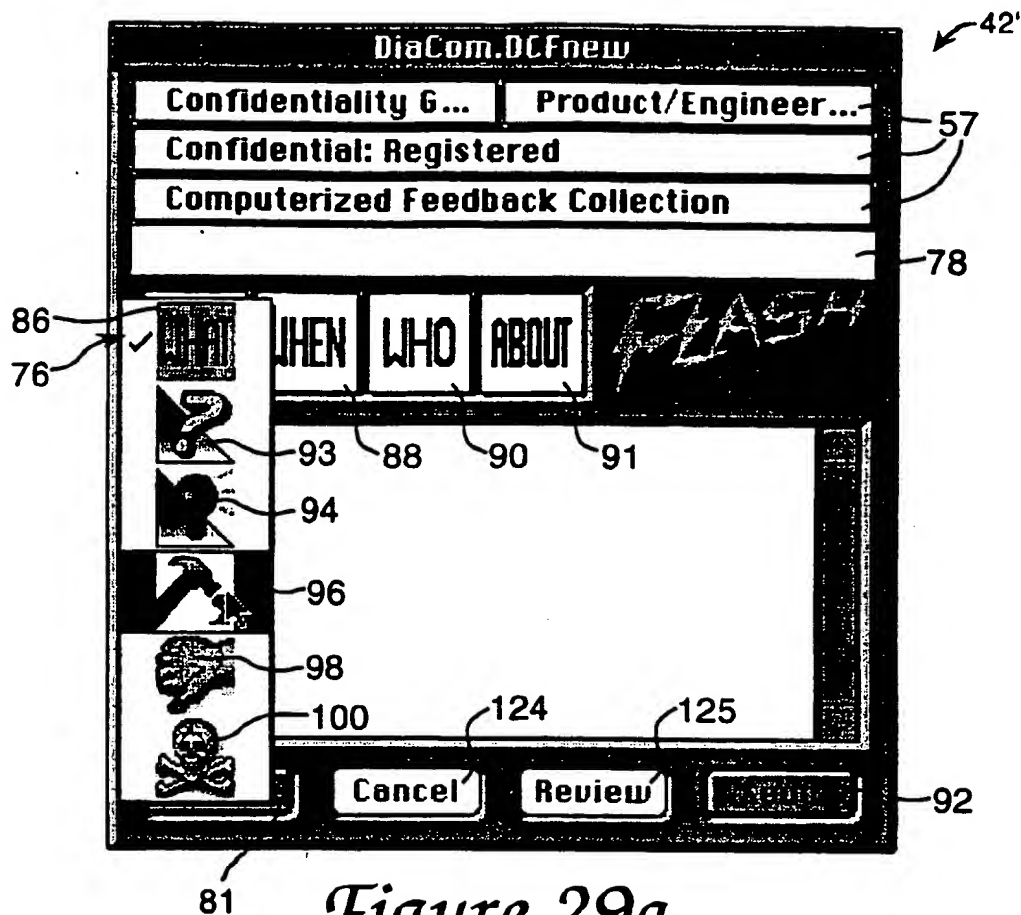 42'
DiaCom.DCFnew
Confidentiality G... Product/Engineer...
57
Confidential: Registered
Computerized Feedback Collection
78
86 WHAT WHEN WHO ABOUT FLASH
76
93 88 90 91
94
96
98
100 124 125
Cancel Review 92
81
Figure 29a